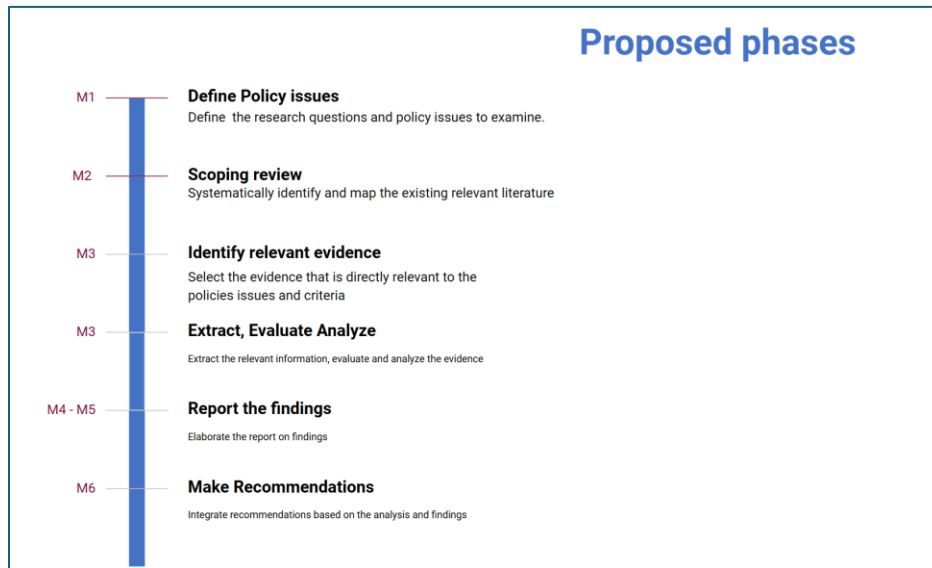 Proposed phases
M1
Define Policy issues
Define the research questions and policy issues to examine.
M2
Scoping review
Systematically identify and map the existing relevant literature
M3
Identify relevant evidence
Select the evidence that is directly relevant to the
policies issues and criteria
M3
Extract, Evaluate Analyze
Extract the relevant information, evaluate and analyze the evidence
M4 - M5
Report the findings
Elaborate the report on findings
M6
Make Recommendations
Integrate recommendations based on the analysis and findings